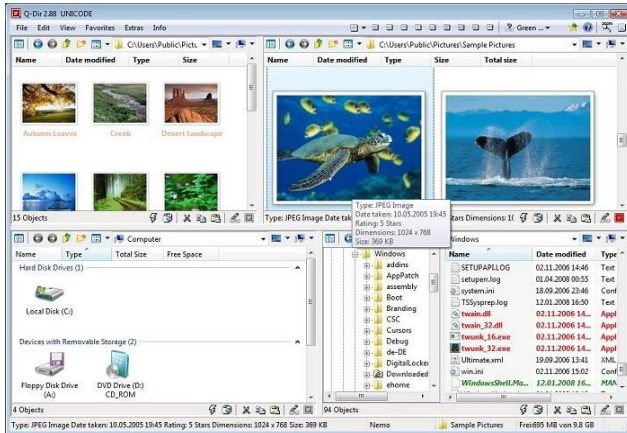 Q-Dir 2.88 UNICODE
File Edit View Favorites Extras Info
Green ...
C:\Users\Public\Pictu
Name Date modified Type Size
Autumn Leaves Creek Desert Landscape
15 Objects
C:\Users\Public\Pictures\Sample Pictures
Name Date modified Type Size Total size
Type: JPEG Image Date tak
tars Dimensions: 1(
Type: JPEG Image
Date taken: 10.05.2005 19:45
Rating: 5 Stars
Dimensions: 1024 x 768
Size: 369 KB
Computer
Name Type Total Size Free Space
Hard Disk Drives (1)
Local Disk (C:)
Devices with Removable Storage (2)
Floppy Disk Drive (A:)
DVD Drive (D:) CD_ROM
4 Objects
Windows
addins
AppPatch
assembly
Boot
Branding
CSC
Cursors
Debug
de-DE
DigitalLocker
Downloaded
ehome
Windows
Name Date modified Type
SETUPAPI.LOG 02.11.2006 14:46 Text
setuperr.log 01.04.2008 00:55 Text
system.ini 18.09.2006 23:46 Conf
TSSysprep.log 12.01.2008 16:50 Text
twain.dll 02.11.2006 14... Appl
twain_32.dll 02.11.2006 14... Appl
twunk_16.exe 02.11.2006 14... Appl
twunk_32.exe 02.11.2006 14... Appl
Ultimate.xml 19.09.2006 13:41 XML
win.ini 02.11.2006 15:02 Conf
WindowsShell.Ma... 12.01.2008 16... MAN
94 Objects
Type: JPEG Image Date taken: 10.05.2005 19:45 Rating: 5 Stars Dimensions: 1024 x 768 Size: 369 KB
Nemo
Sample Pictures
Frei:695 MB von 9.8 GB